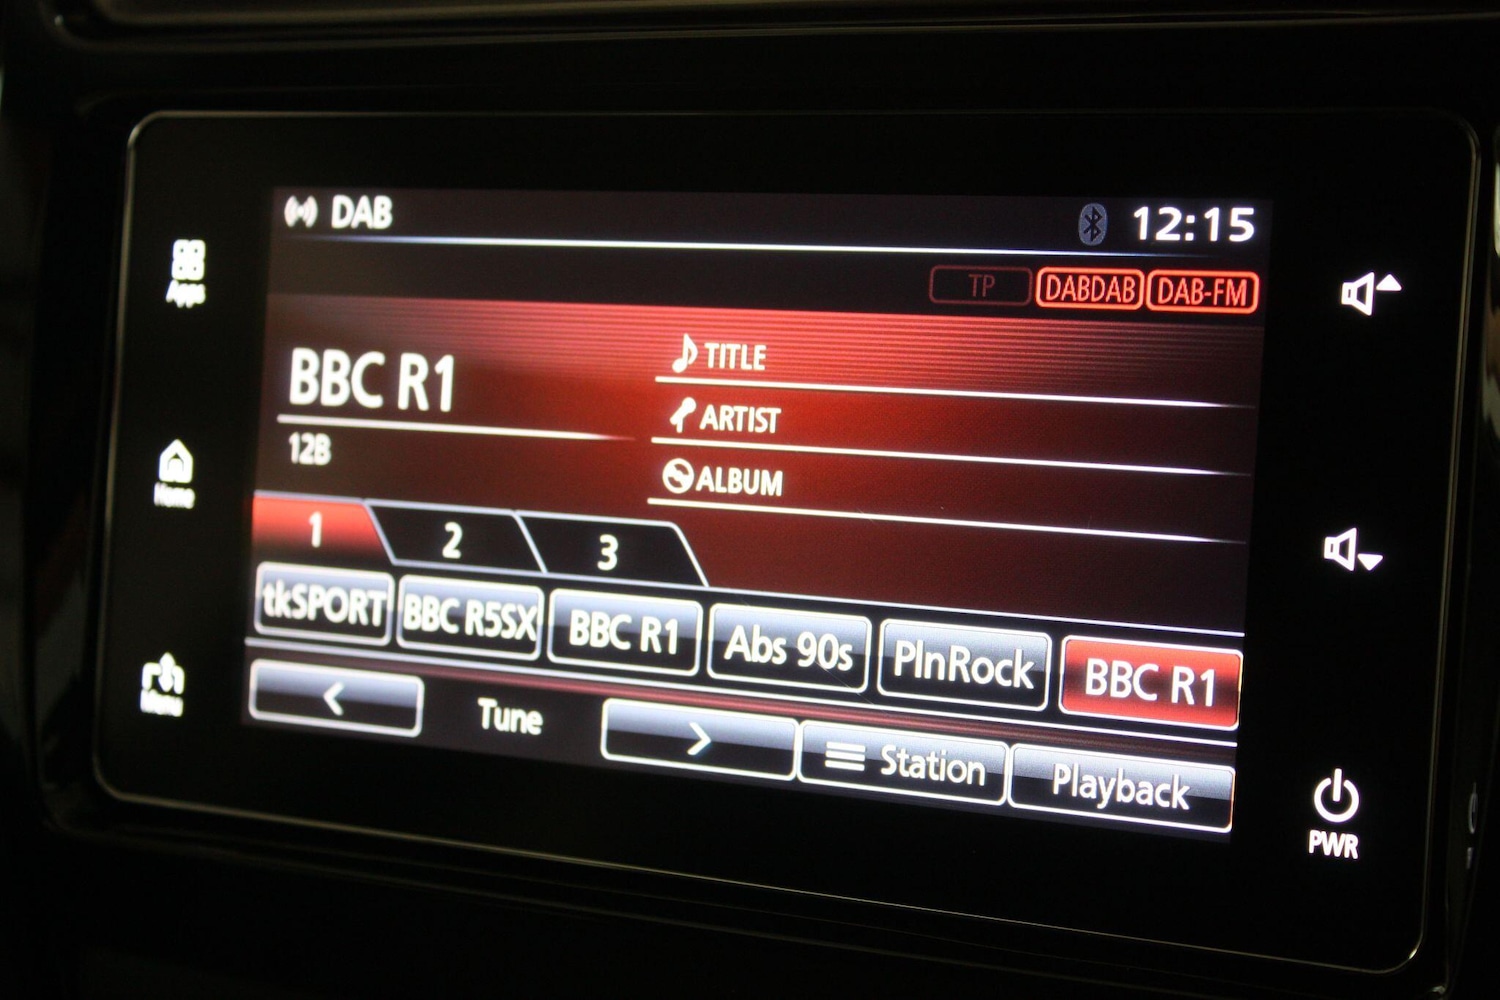 DAB
12:15
TP DABDAB DAB-FM
Apps
BBC R1
TITLE
12B
ARTIST
ALBUM
Home
1 2 3
tkSPORT BBC R5SX BBC R1 Abs 90s PlnRock BBC R1
< Tune > Station Playback
Menu
PWR